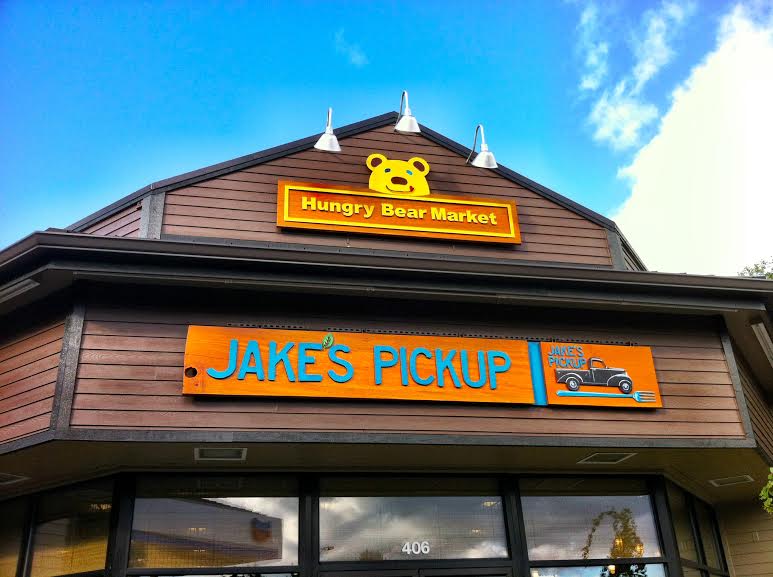 Hungry Bear Market
JAKE'S PICKUP
JAKE'S
PICKUP
406